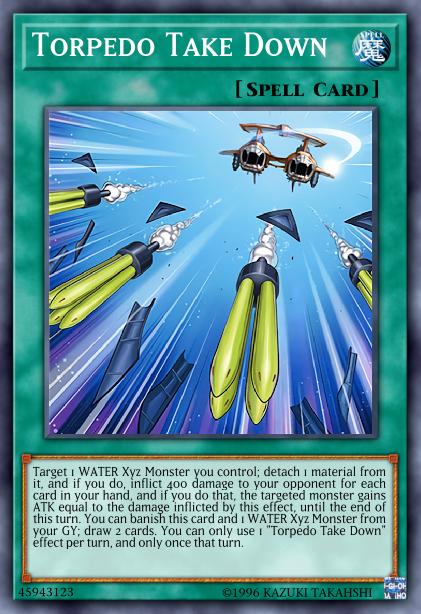 Torpedo Take Down
SPELL
魔
[Spell Card]
Target 1 WATER Xyz Monster you control; detach 1 material from
it, and if you do, inflict 400 damage to your opponent for each
card in your hand, and if you do that, the targeted monster gains
ATK equal to the damage inflicted by this effect, until the end of
this turn. You can banish this card and 1 WATER Xyz Monster from
your GY; draw 2 cards. You can only use 1 "Torpedo Take Down"
effect per turn, and only once that turn.
45943123
©1996 KAZUKI TAKAHSHI